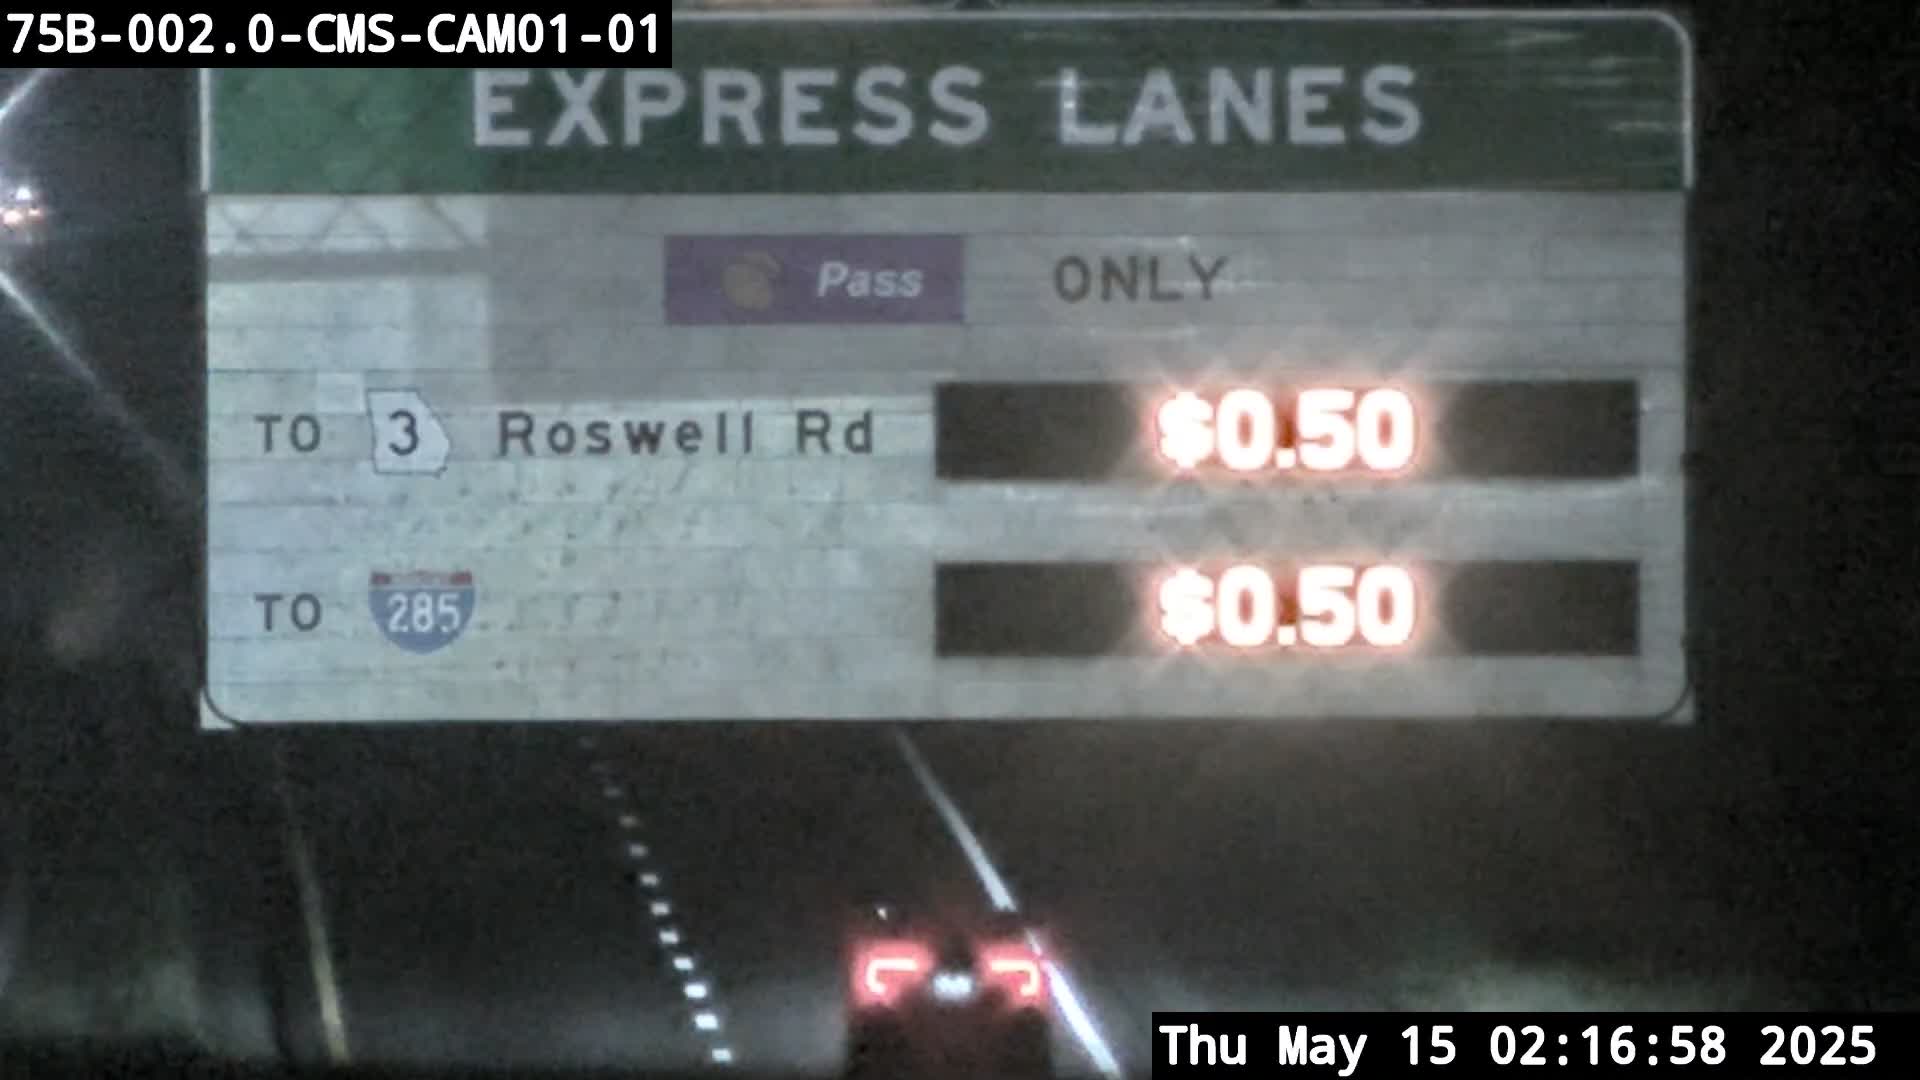 75B-002.0-CMS-CAM01-01
EXPRESS LANES
Pass ONLY
TO 3 Roswell Rd $0.50
TO 285 $0.50
Thu May 15 02:16:58 2025